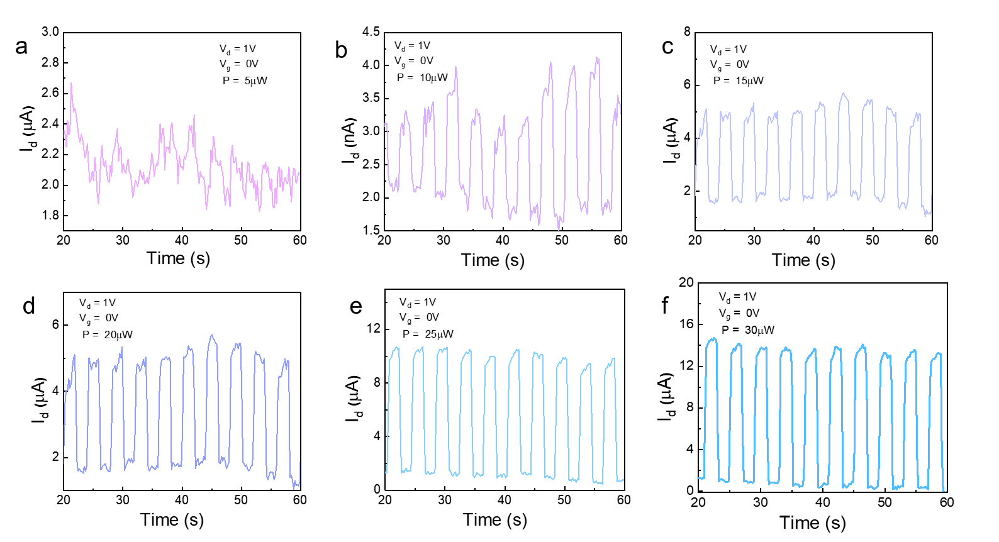 a
3.0
2.8
2.6
2.4
2.2
2.0
1.8
I_d (μA)
V_d = 1V
V_g = 0V
P = 5μW
20 30 40 50 60
Time (s)
b
4.5
4.0
3.5
3.0
2.5
2.0
1.5
I_d (nA)
V_d = 1V
V_g = 0V
P = 10μW
20 30 40 50 60
Time (s)
c
8
6
4
2
I_d (μA)
V_d = 1V
V_g = 0V
P = 15μW
20 30 40 50 60
Time (s)
d
6
4
2
I_d (μA)
V_d = 1V
V_g = 0V
P = 20μW
20 30 40 50 60
Time (s)
e
12
8
4
0
I_d (μA)
V_d = 1V
V_g = 0V
P = 25μW
20 30 40 50 60
Time (s)
f
20
16
12
8
4
0
I_d (μA)
V_d = 1V
V_g = 0V
P = 30μW
20 30 40 50 60
Time (s)